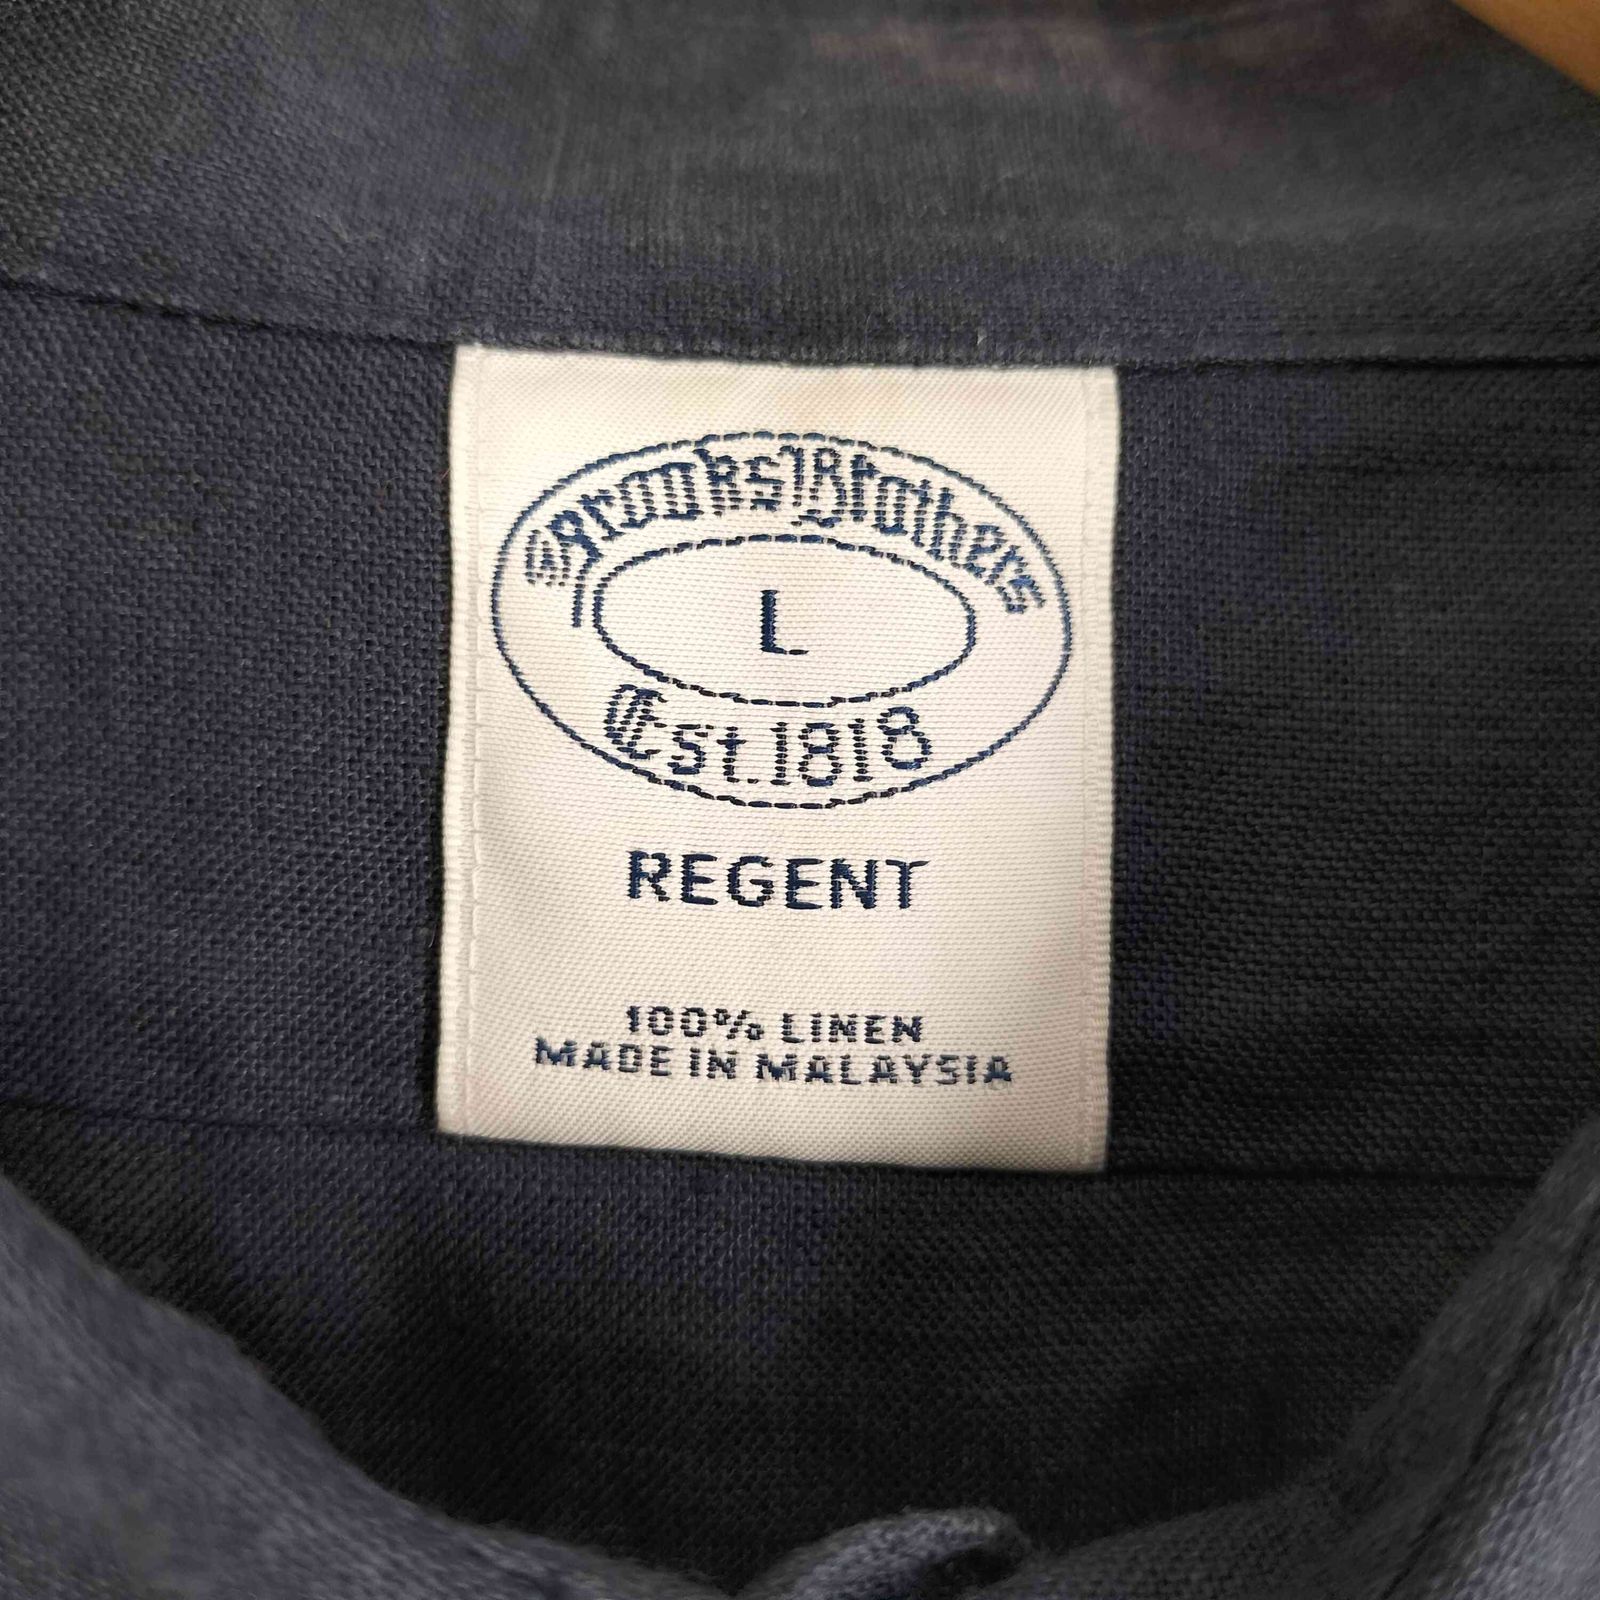 Brooks Brothers
L
Est. 1818
REGENT
100% LINEN
MADE IN MALAYSIA